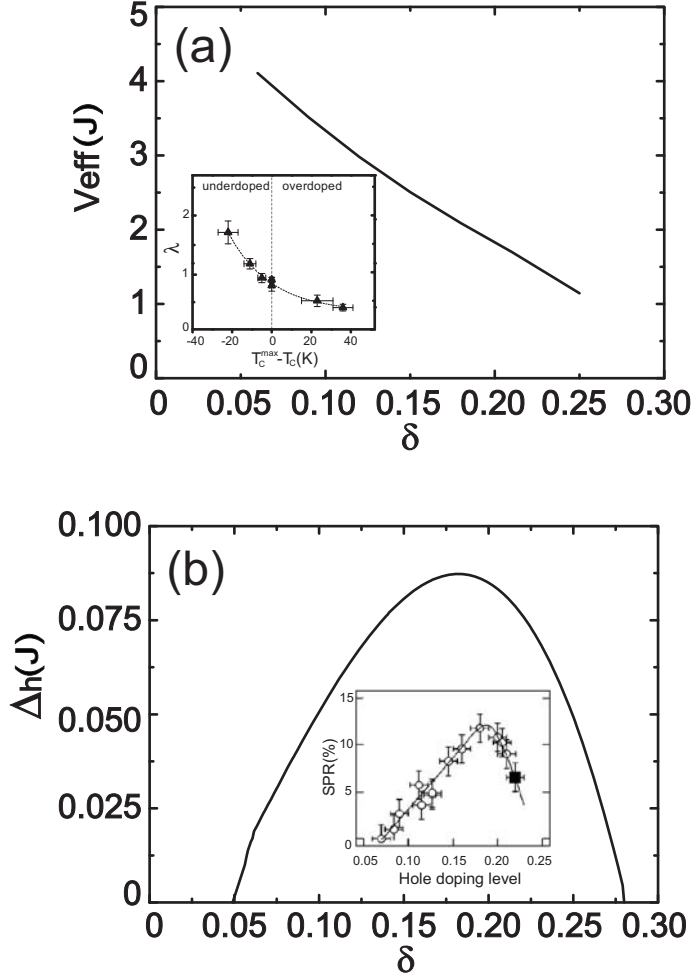 5
(a)
4
Veff(J)
3
underdoped overdoped
2
λ
1
0
-40 -20 0 20 40
T_C^max-T_C(K)
2
1
0
0 0.05 0.10 0.15 0.20 0.25 0.30
δ
0.100
(b)
0.075
Δh(J)
0.050
15
10
SPR(%)
5
0
0.05 0.10 0.15 0.20 0.25
Hole doping level
0.025
0
0 0.05 0.10 0.15 0.20 0.25 0.30
δ